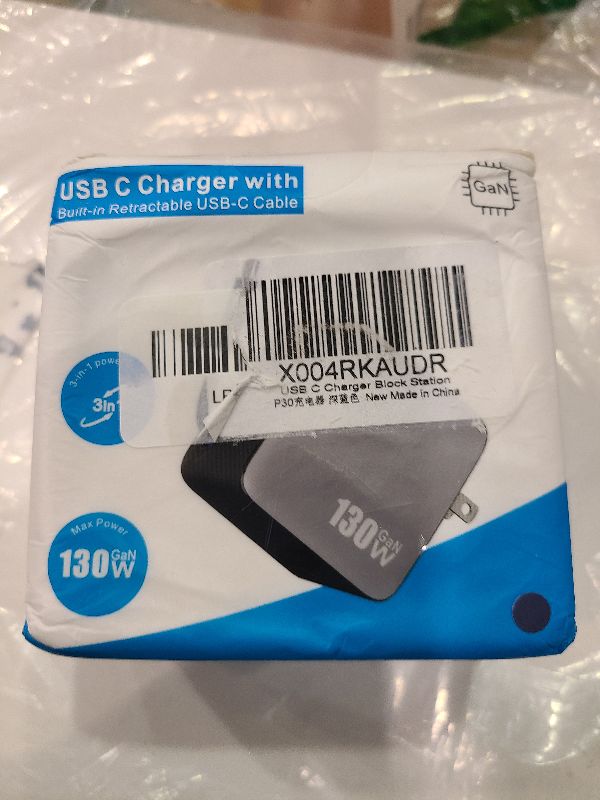 USB C Charger with
Built-in Retractable USB-C Cable
GaN
X004RKAUDR
USB C Charger Block Station
P30充电器 深蓝色 New Made in China
3-in-1
3in
Max Power
130W GaN
130W GaN